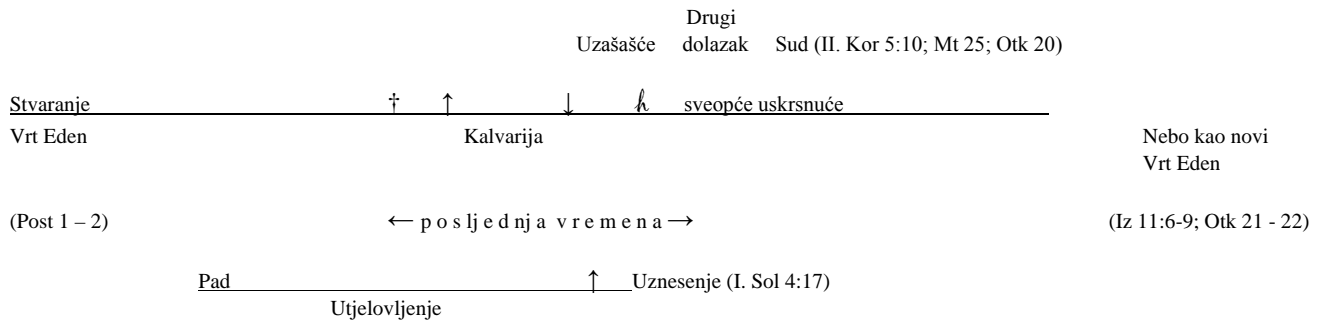 Drugi
Uzašašće dolazak Sud (II. Kor 5:10; Mt 25; Otk 20)
Stvaranje † ↑ ↓ h sveopće uskrsnuće
Vrt Eden Kalvarija Nebo kao novi
Vrt Eden
(Post 1 – 2) ← p o s lj e d nj a v r e m e n a → (Iz 11:6-9; Otk 21 - 22)
Pad ↑ Uznesenje (I. Sol 4:17)
Utjelovljenje